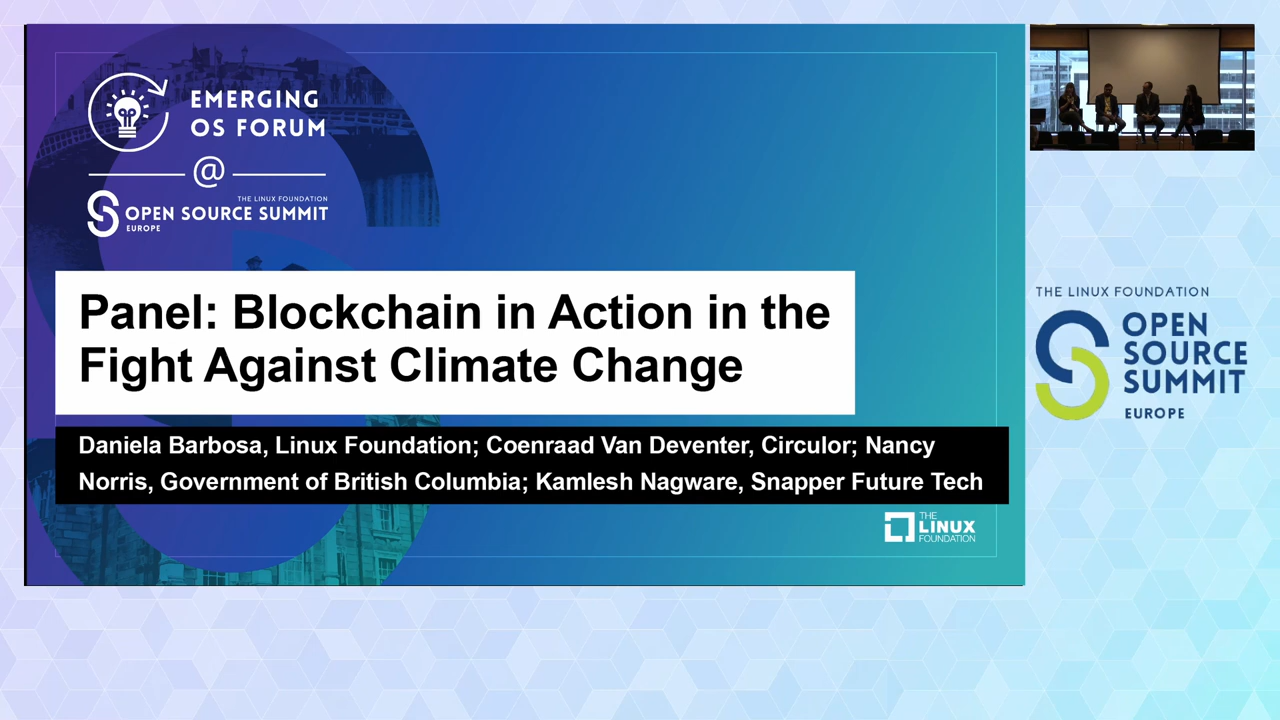 EMERGING
OS FORUM
@
THE LINUX FOUNDATION
OPEN SOURCE SUMMIT
EUROPE
Panel: Blockchain in Action in the
Fight Against Climate Change
Daniela Barbosa, Linux Foundation; Coenraad Van Deventer, Circulor; Nancy
Norris, Government of British Columbia; Kamlesh Nagware, Snapper Future Tech
THE
LINUX
FOUNDATION
THE LINUX FOUNDATION
OPEN
SOURCE
SUMMIT
EUROPE